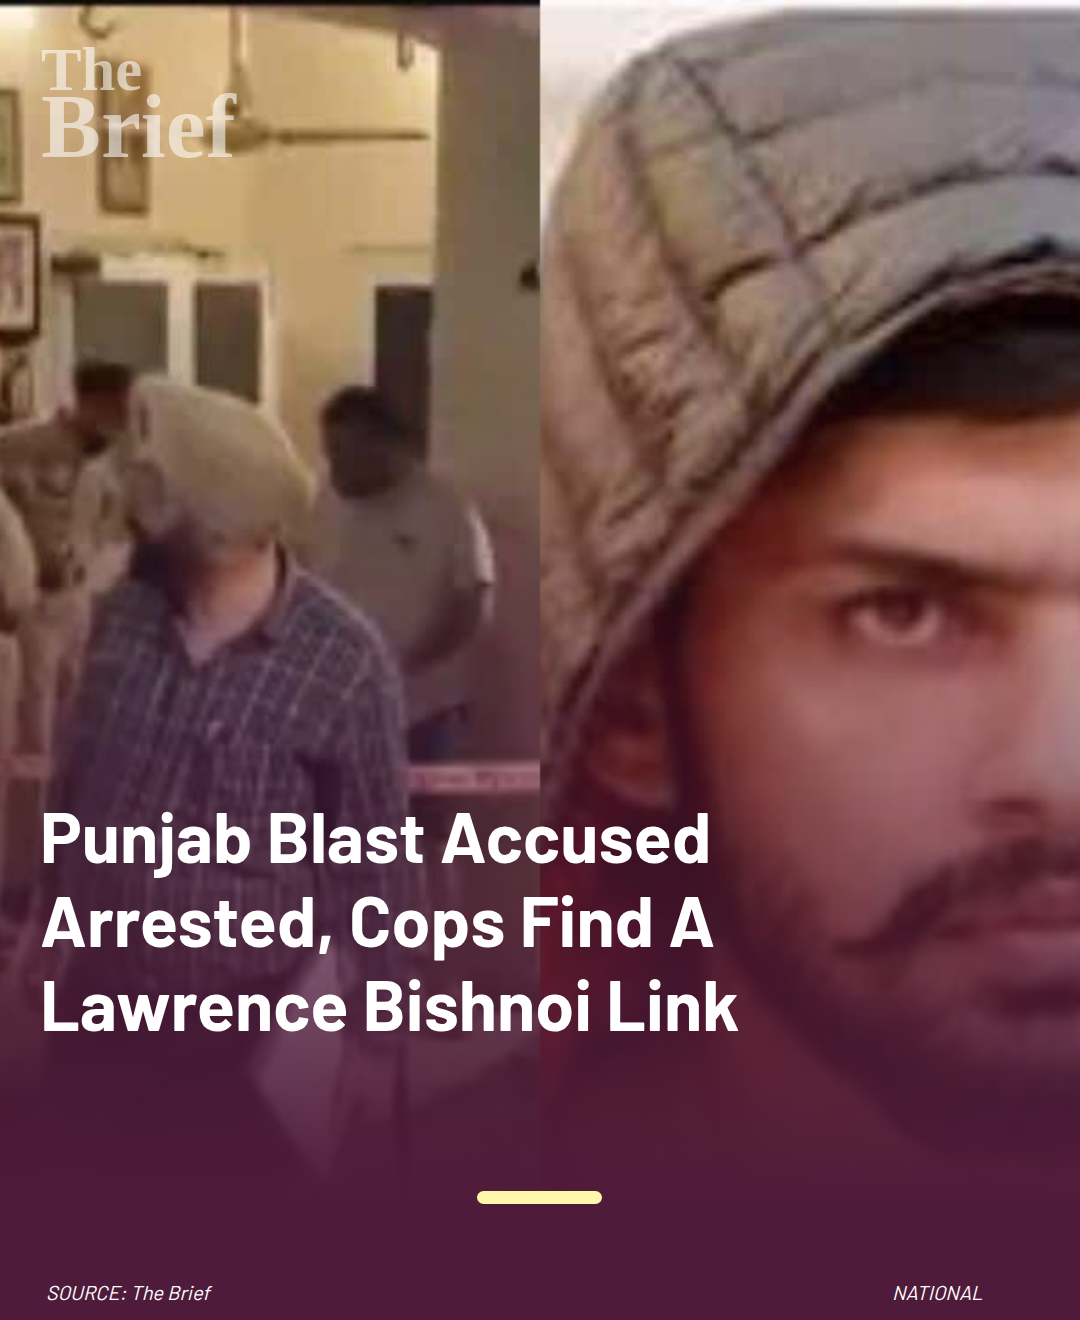 The
Brief
Punjab Blast Accused
Arrested, Cops Find A
Lawrence Bishnoi Link
SOURCE: The Brief
NATIONAL